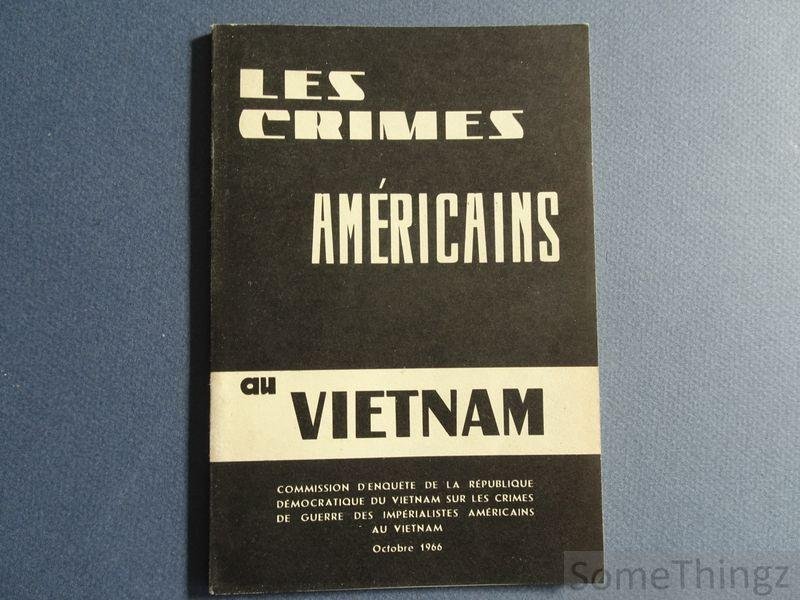 LES
CRIMES
AMÉRICAINS
au
VIETNAM
COMMISSION D'ENQUÊTE DE LA RÉPUBLIQUE
DÉMOCRATIQUE DU VIETNAM SUR LES CRIMES
DE GUERRE DES IMPÉRIALISTES AMÉRICAINS
AU VIETNAM
Octobre 1966
SomeThingz